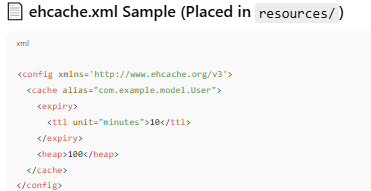 ehcache.xml Sample (Placed in resources/)
xml
<config xmlns='http://www.ehcache.org/v3'>
  <cache alias="com.example.model.User">
    <expiry>
      <ttl unit="minutes">10</ttl>
    </expiry>
    <heap>100</heap>
  </cache>
</config>